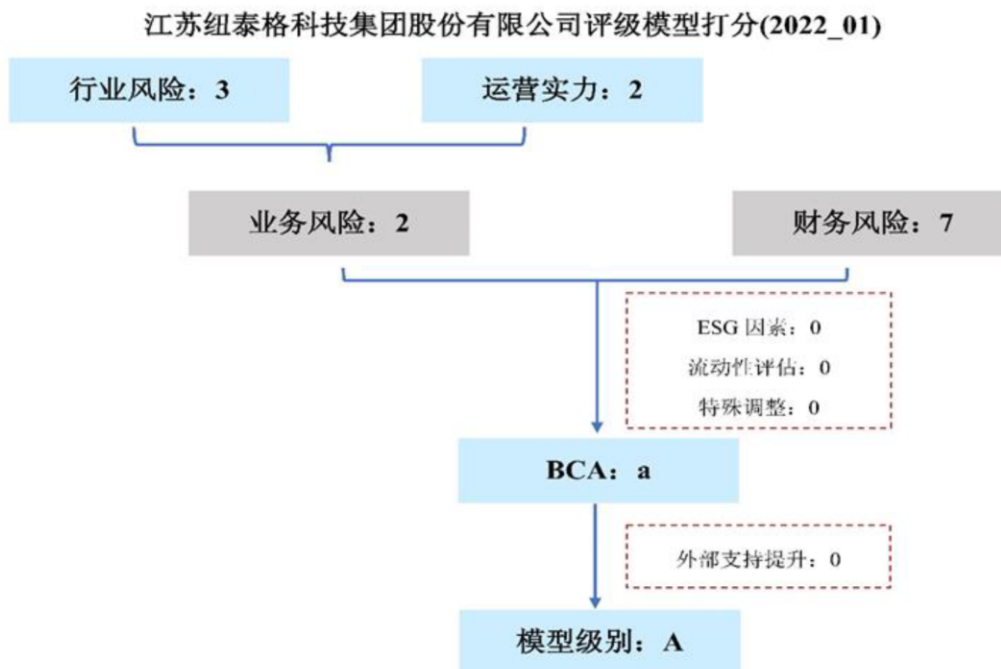 江苏纽泰格科技集团股份有限公司评级模型打分(2022_01)
行业风险：3
运营实力：2
业务风险：2
财务风险：7
ESG 因素：0
流动性评估：0
特殊调整：0
BCA：a
外部支持提升：0
模型级别：A